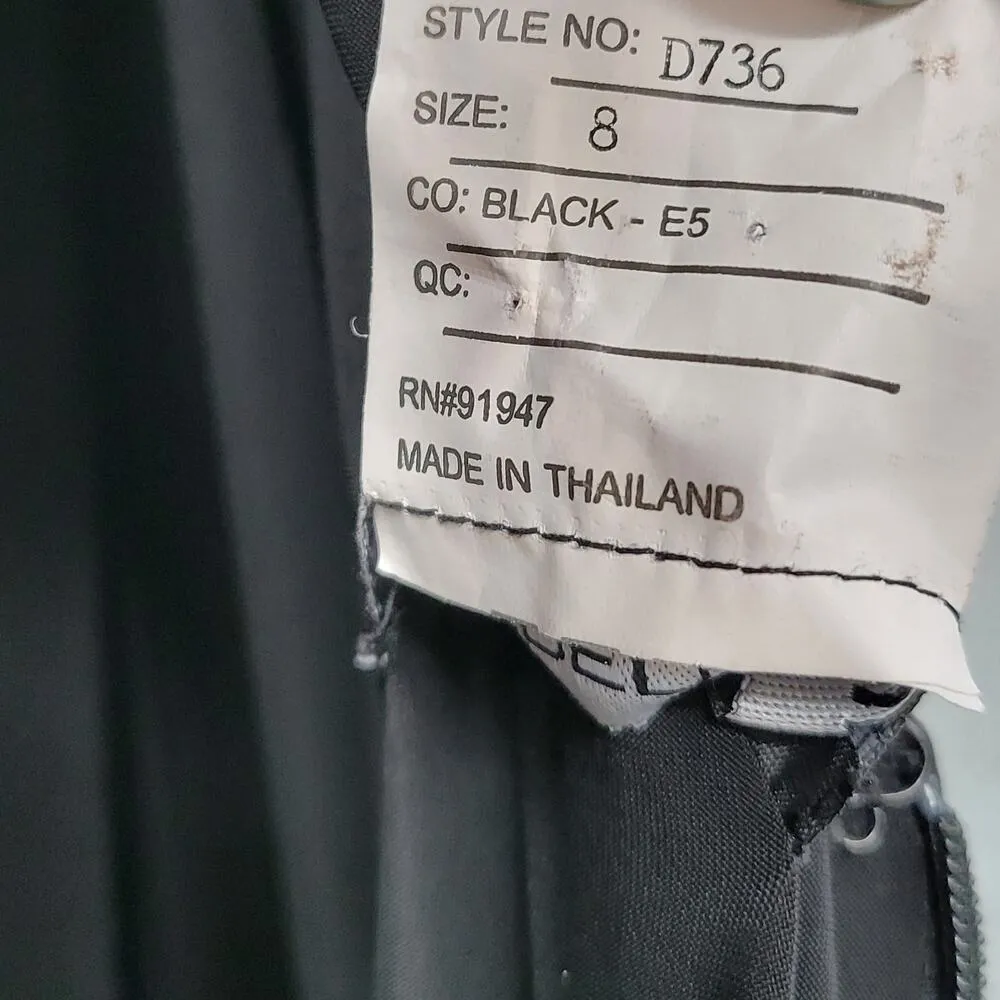 STYLE NO: D736
SIZE: 8
CO: BLACK - E5
QC:
RN#91947
MADE IN THAILAND